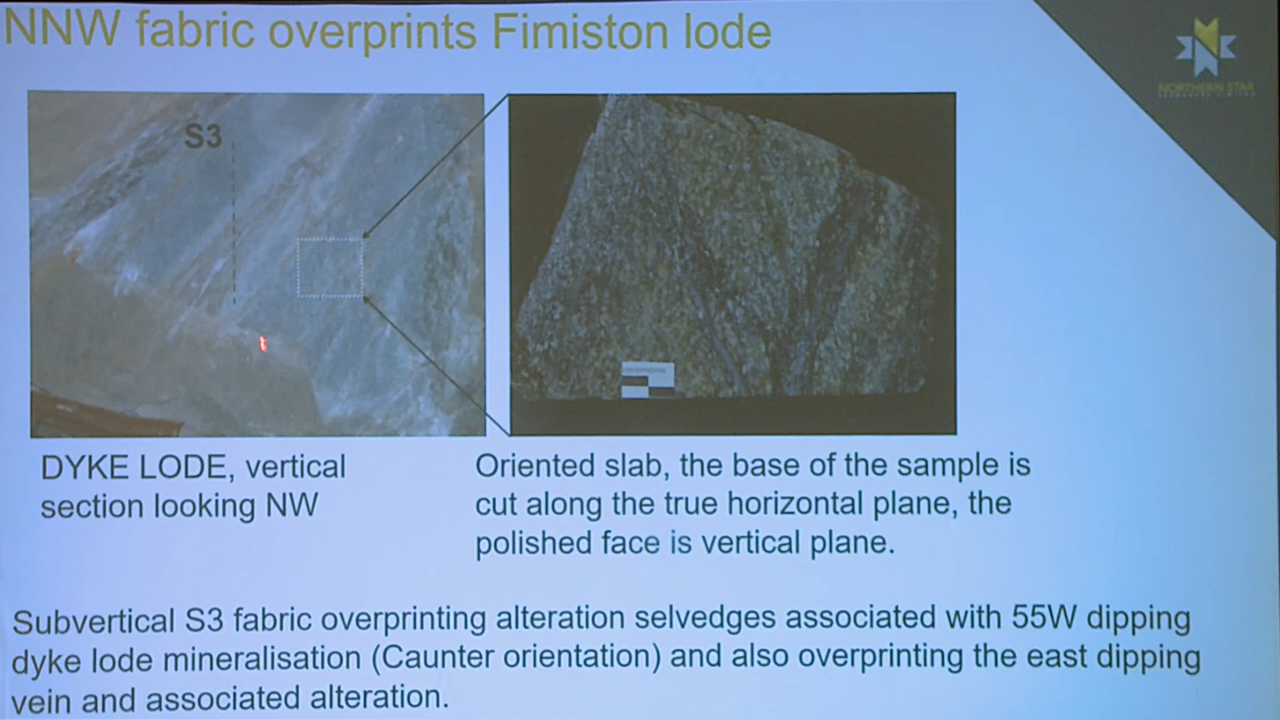 NNW fabric overprints Fimiston lode
NORTHERN STAR
S3
centimetres
DYKE LODE, vertical
section looking NW
Oriented slab, the base of the sample is
cut along the true horizontal plane, the
polished face is vertical plane.
Subvertical S3 fabric overprinting alteration selvedges associated with 55W dipping
dyke lode mineralisation (Caunter orientation) and also overprinting the east dipping
vein and associated alteration.